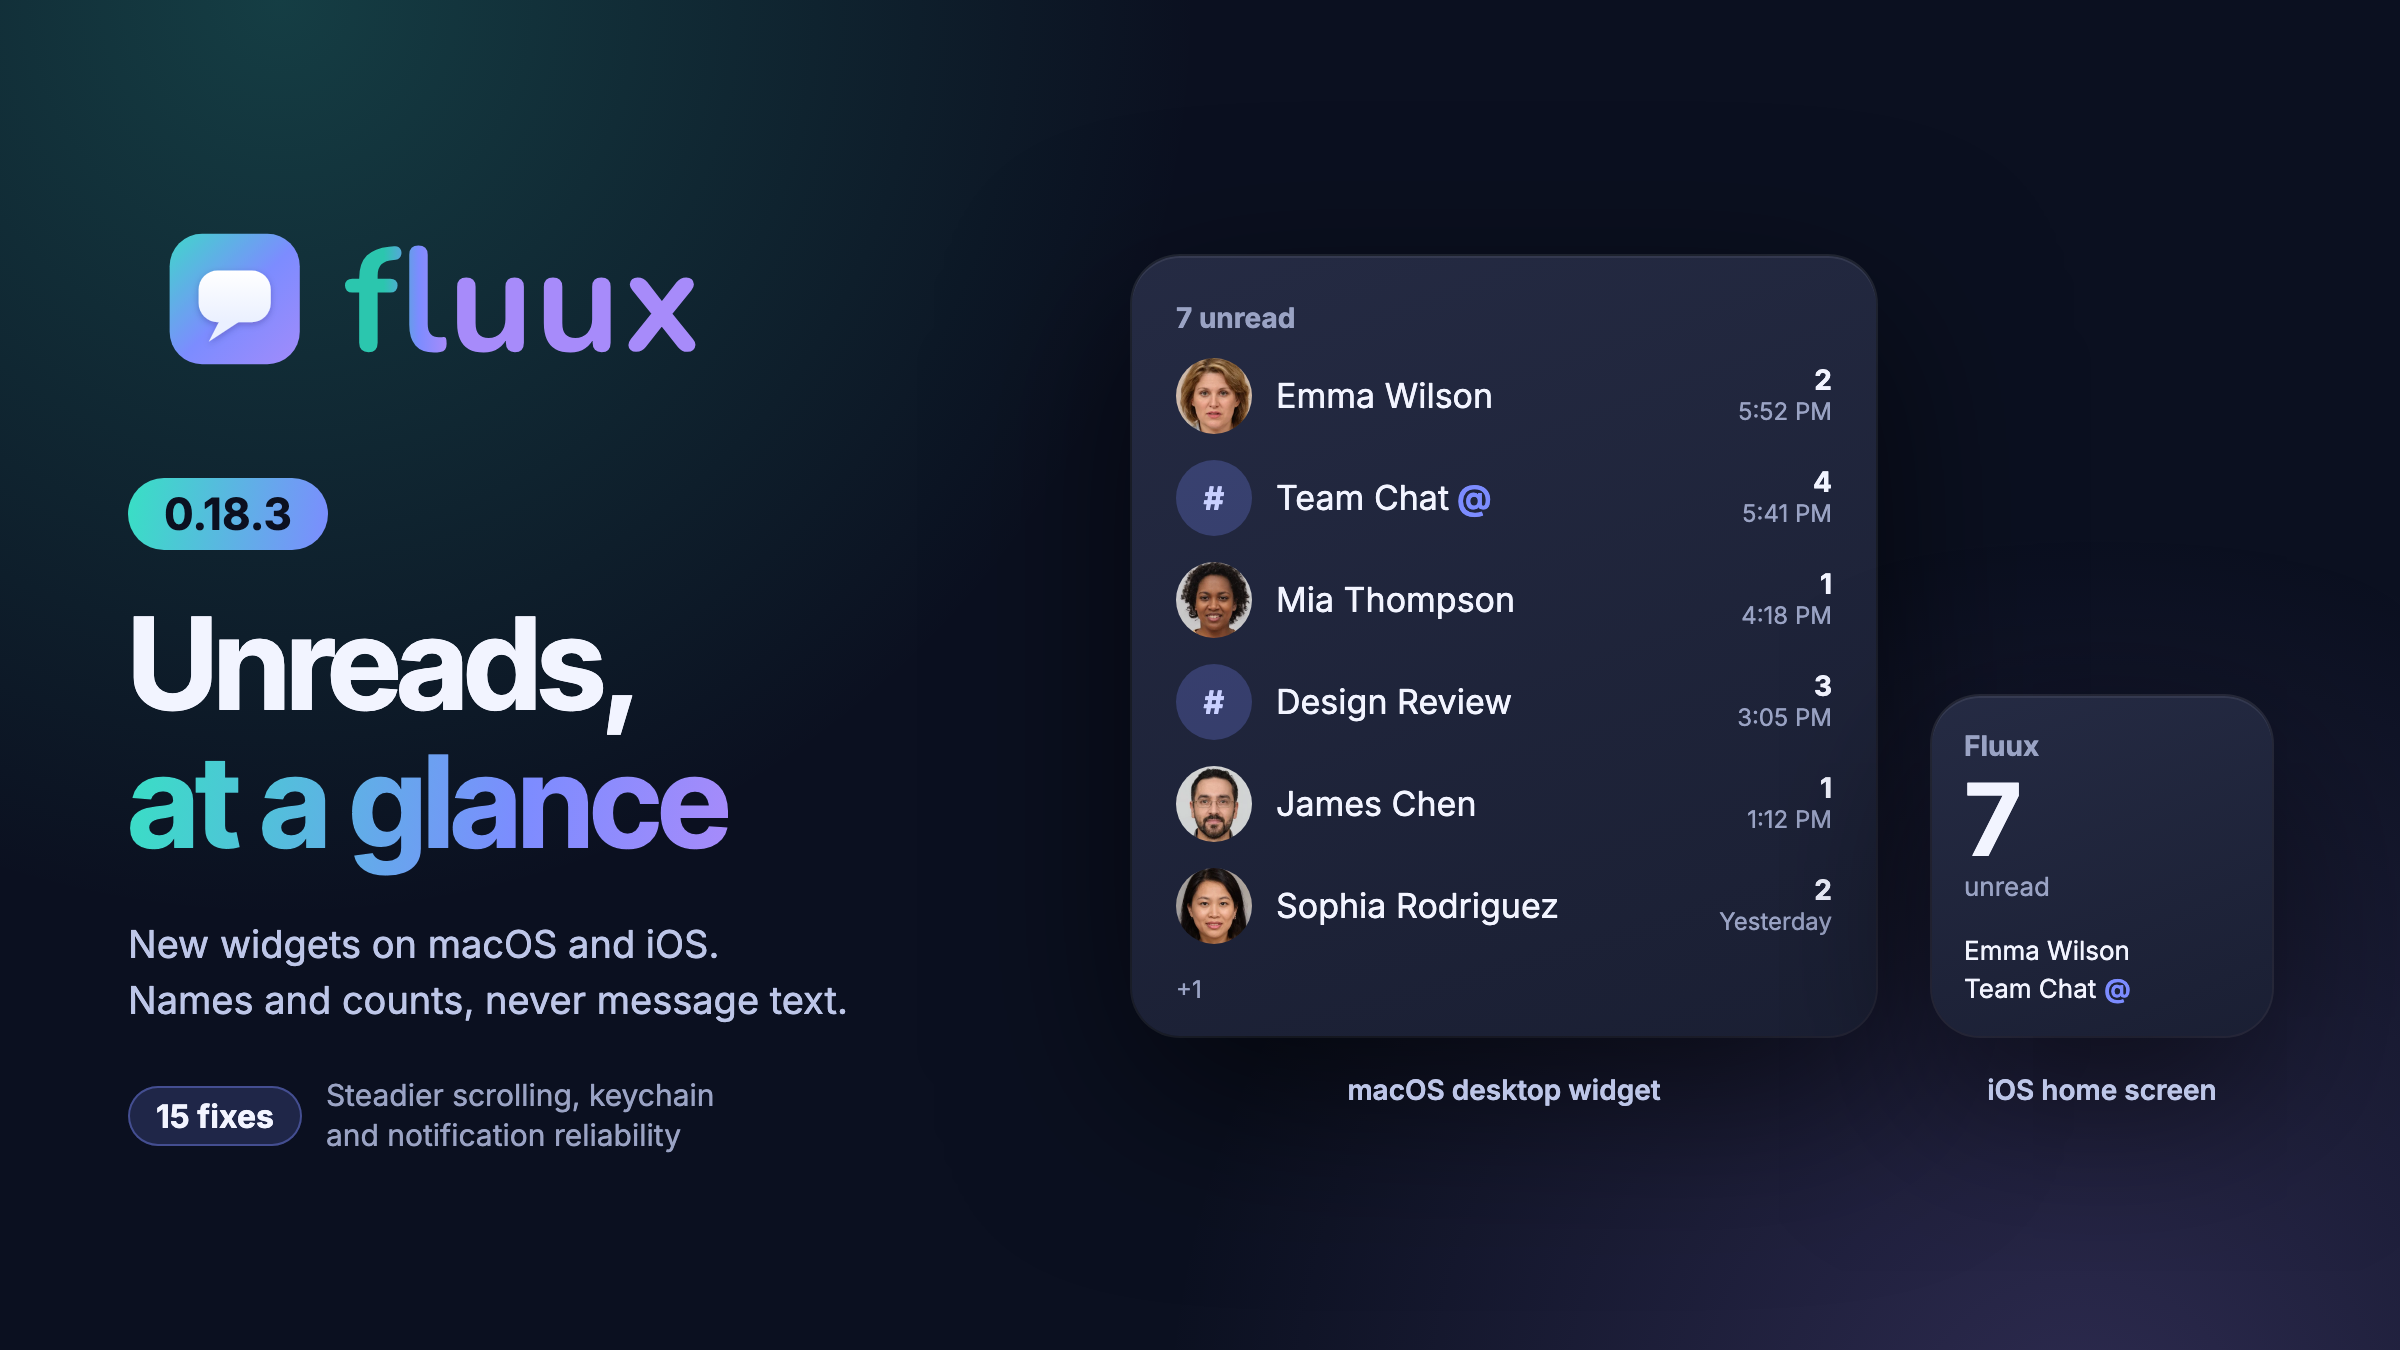 fluux
0.18.3
Unreads,
at a glance
New widgets on macOS and iOS.
Names and counts, never message text.
15 fixes
Steadier scrolling, keychain
and notification reliability
7 unread
Emma Wilson
2
5:52 PM
#
Team Chat @
4
5:41 PM
Mia Thompson
1
4:18 PM
#
Design Review
3
3:05 PM
James Chen
1
1:12 PM
Sophia Rodriguez
2
Yesterday
+1
macOS desktop widget
Fluux
7
unread
Emma Wilson
Team Chat @
iOS home screen